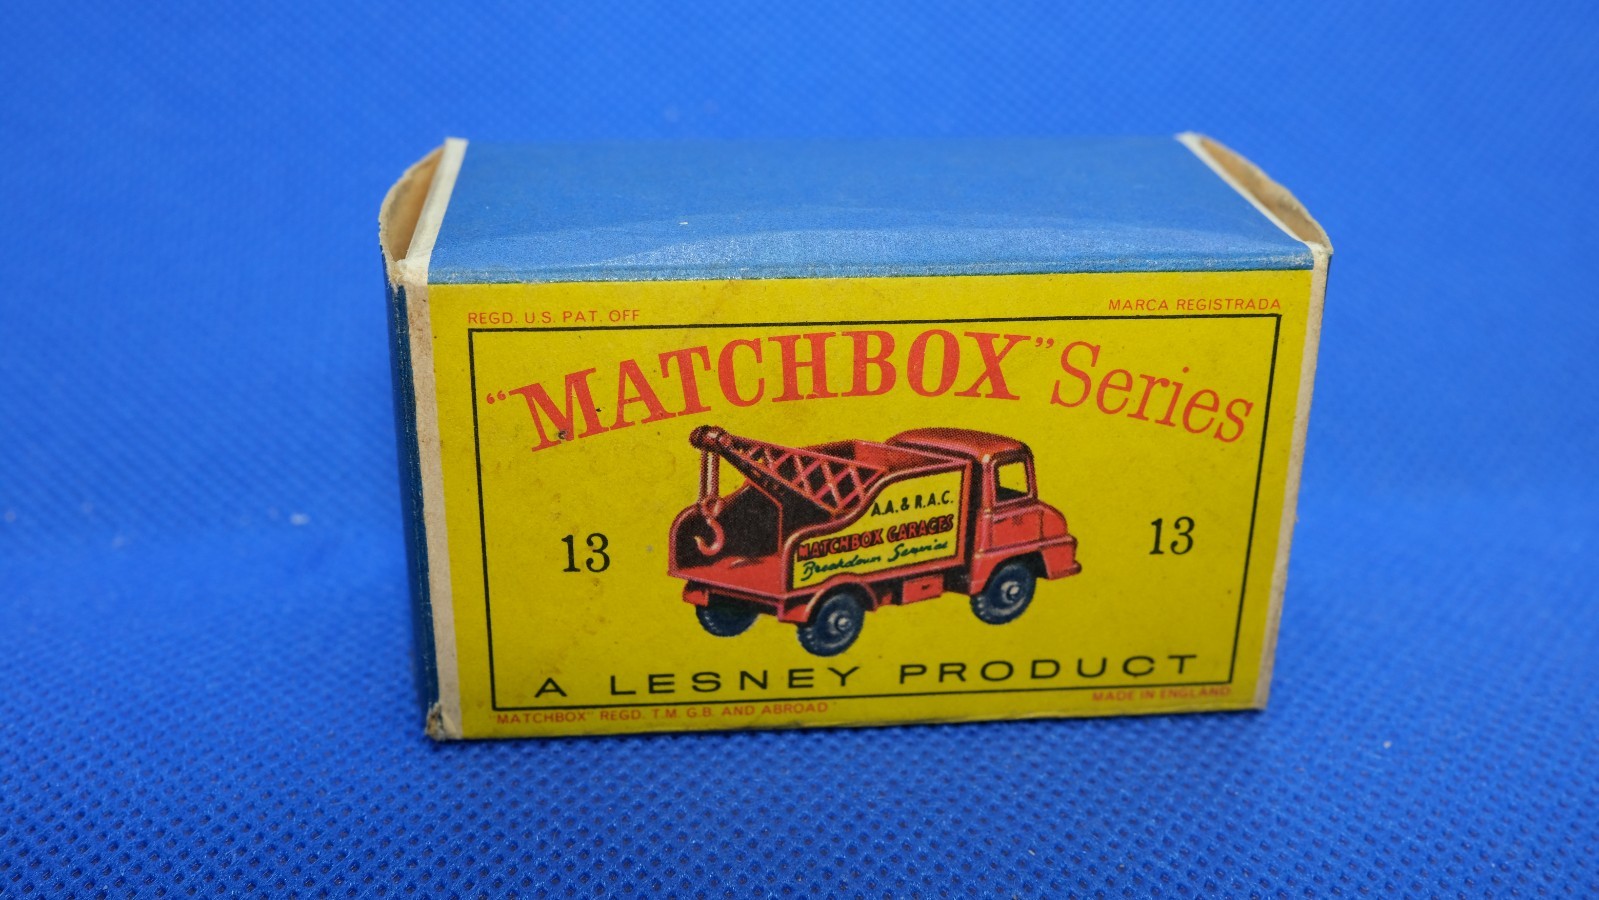 REGD. U.S. PAT. OFF
MARCA REGISTRADA
"MATCHBOX" Series
13
A.A. & R.A.C.
MATCHBOX GARAGES
Breakdown Service
13
A LESNEY PRODUCT
"MATCHBOX" REGD. T.M. G.B. AND ABROAD
MADE IN ENGLAND